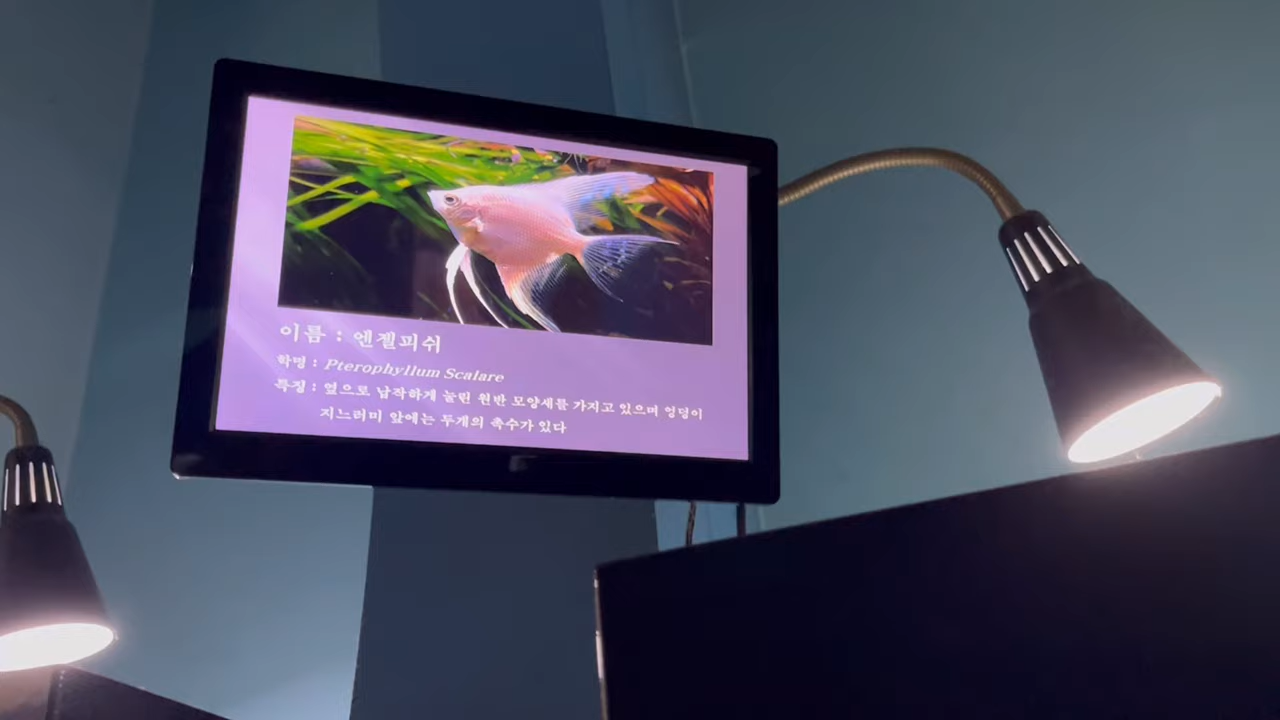 이름 : 엔젤피쉬
학명 : Pterophyllum Scalare
특징 : 옆으로 납작하게 눌린 원반 모양새를 가지고 있으며 엉덩이
지느러미 앞에는 두개의 촉수가 있다